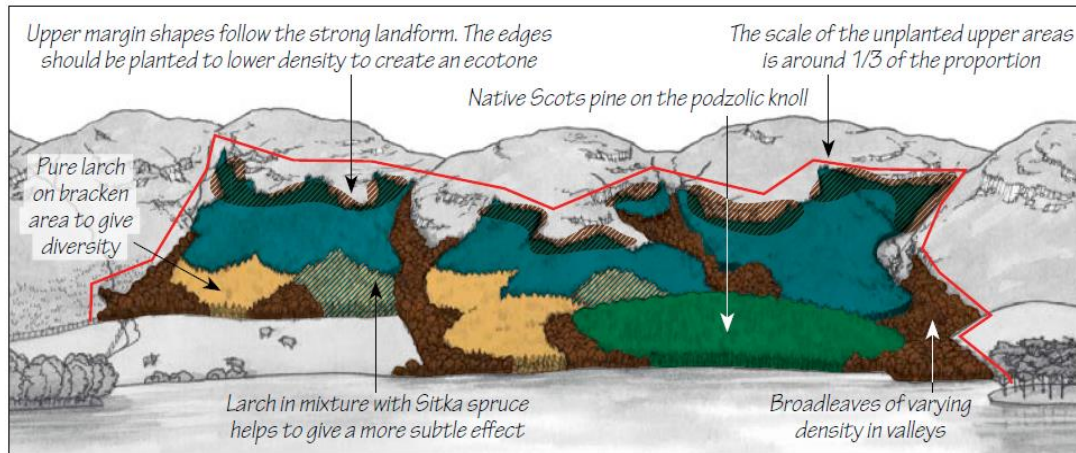 Upper margin shapes follow the strong landform. The edges
should be planted to lower density to create an ecotone
The scale of the unplanted upper areas
is around 1/3 of the proportion
Native Scots pine on the podzolic knoll
Pure larch
on bracken
area to give
diversity
Larch in mixture with Sitka spruce
helps to give a more subtle effect
Broadleaves of varying
density in valleys